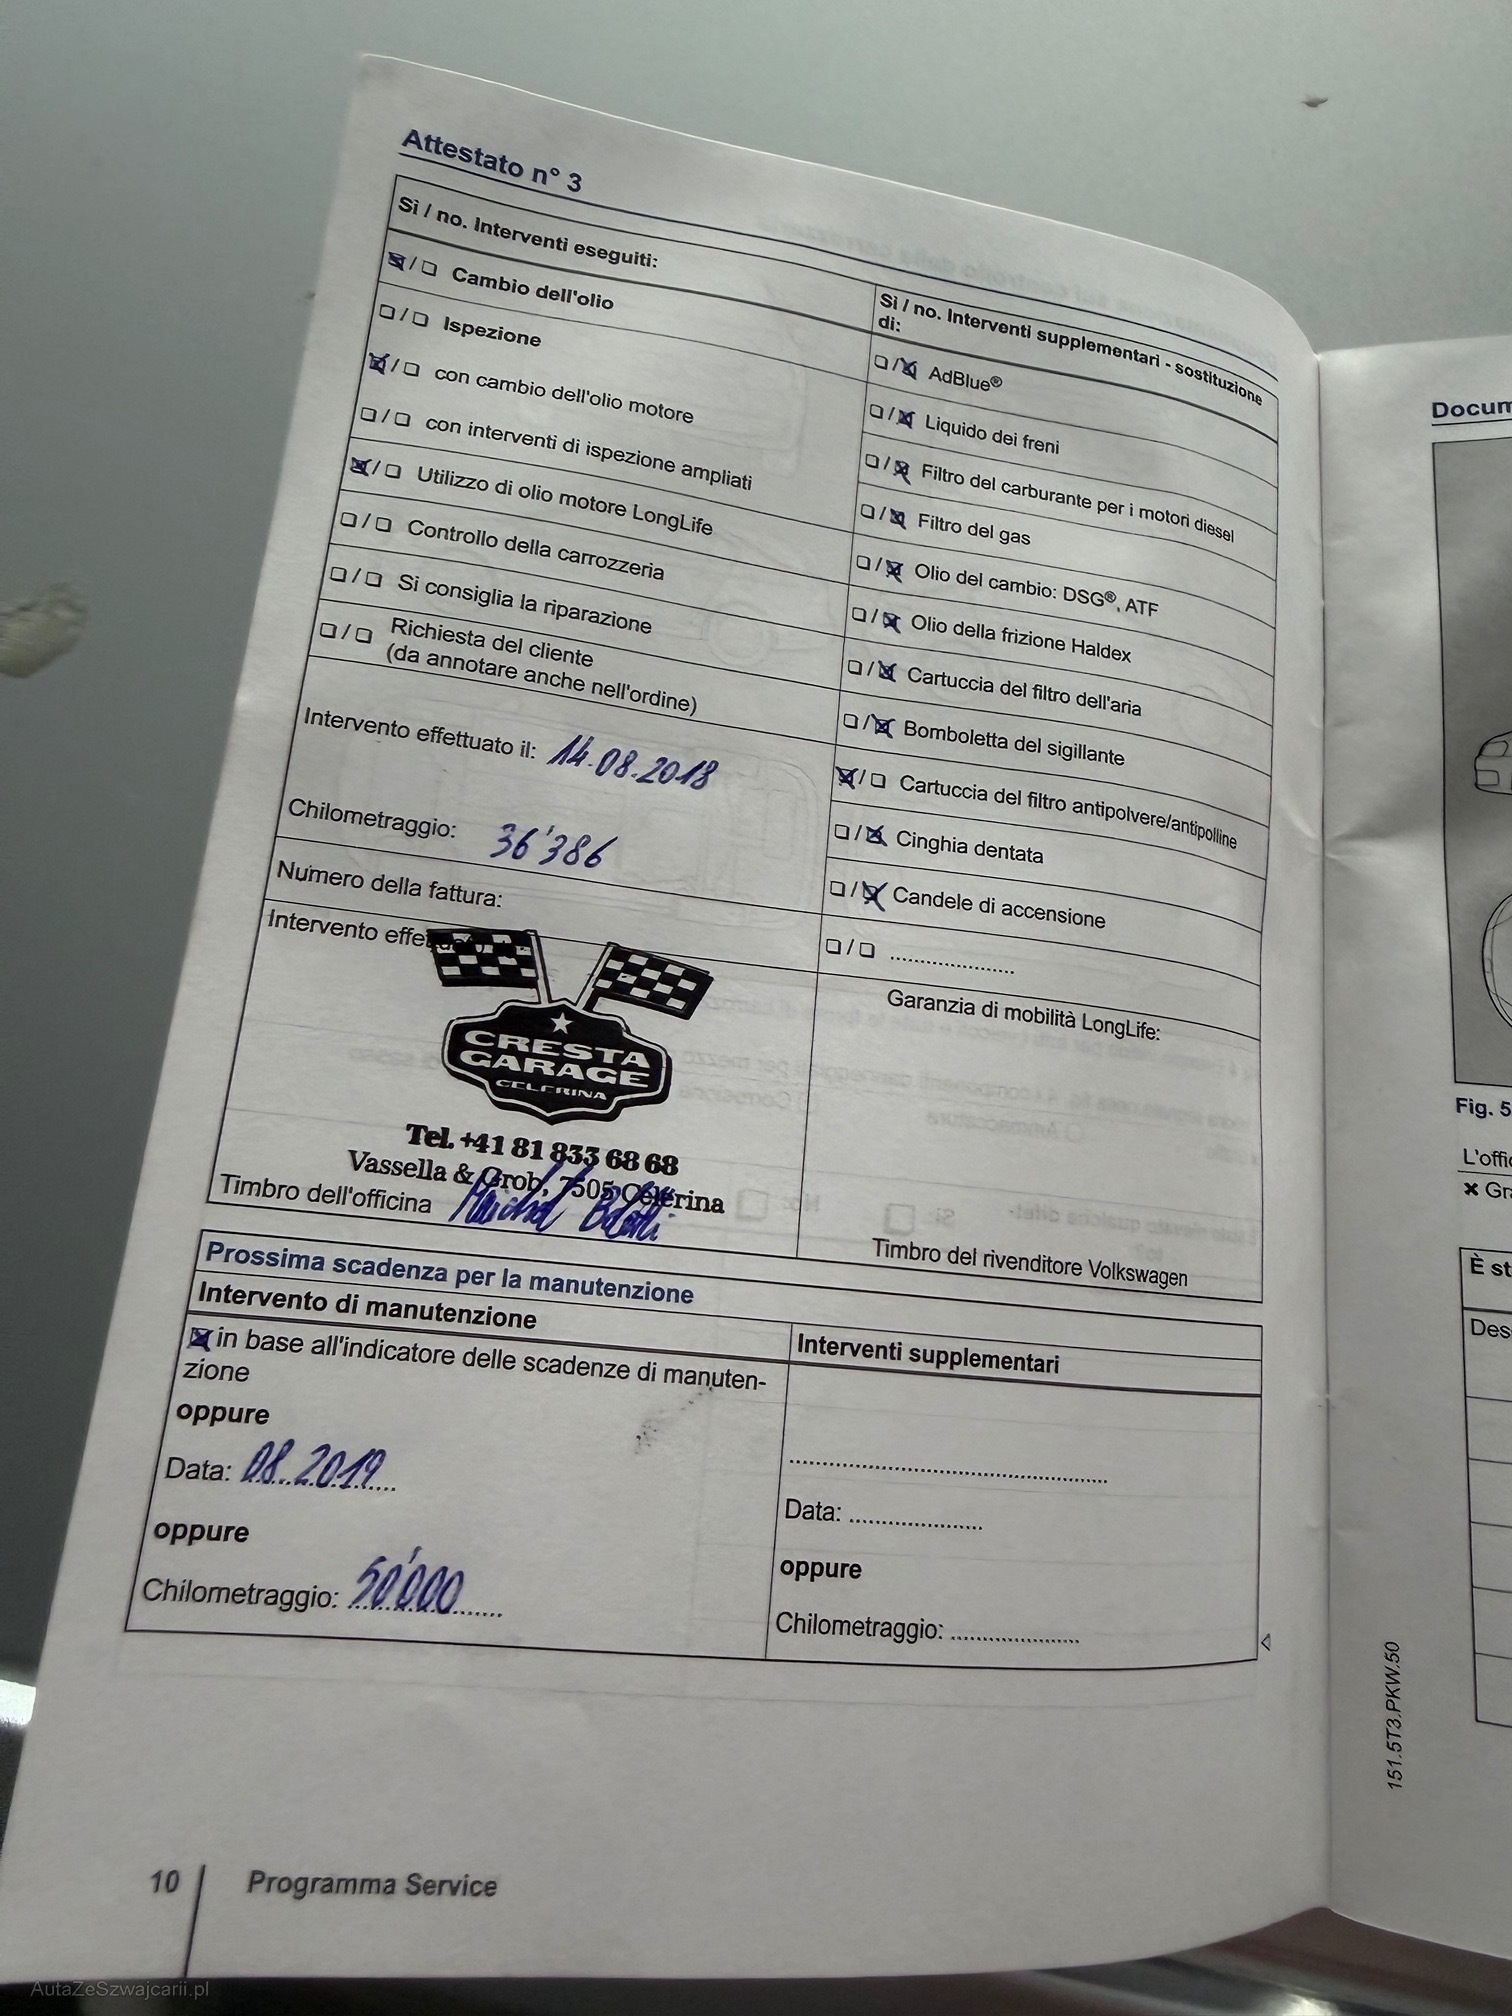 Attestato n° 3
Sì / no. Interventi eseguiti:
Cambio dell'olio
Ispezione
con cambio dell'olio motore
con interventi di ispezione ampliati
Utilizzo di olio motore LongLife
Controllo della carrozzeria
Si consiglia la riparazione
Richiesta del cliente
(da annotare anche nell'ordine)
Intervento effettuato il: 14.08.2018
Chilometraggio: 36'386
Numero della fattura:
Intervento
CRESTA
GARAGE
CELERINA
Tel. +41 81 833 68 68
Vassella & Grob, 7505 Celerina
Timbro dell'officina
Sì / no. Interventi supplementari - sostituzione
di:
AdBlue®
Liquido dei freni
Filtro del carburante per i motori diesel
Filtro del gas
Olio del cambio: DSG®, ATF
Olio della frizione Haldex
Cartuccia del filtro dell'aria
Bomboletta del sigillante
Cartuccia del filtro antipolvere/antipolline
Cinghia dentata
Candele di accensione
....................
Garanzia di mobilità LongLife:
Timbro del rivenditore Volkswagen
Prossima scadenza per la manutenzione
Intervento di manutenzione
in base all'indicatore delle scadenze di manuten-
zione
oppure
Data: 08.2019
oppure
Chilometraggio: 50'000
Interventi supplementari
Data: ....................
oppure
Chilometraggio: ....................
10 Programma Service
Docum
Fig. 5
L'offi
× Gr
È st
Des
151.5T3.PKW.50
AutaZeSzwajcarii.pl